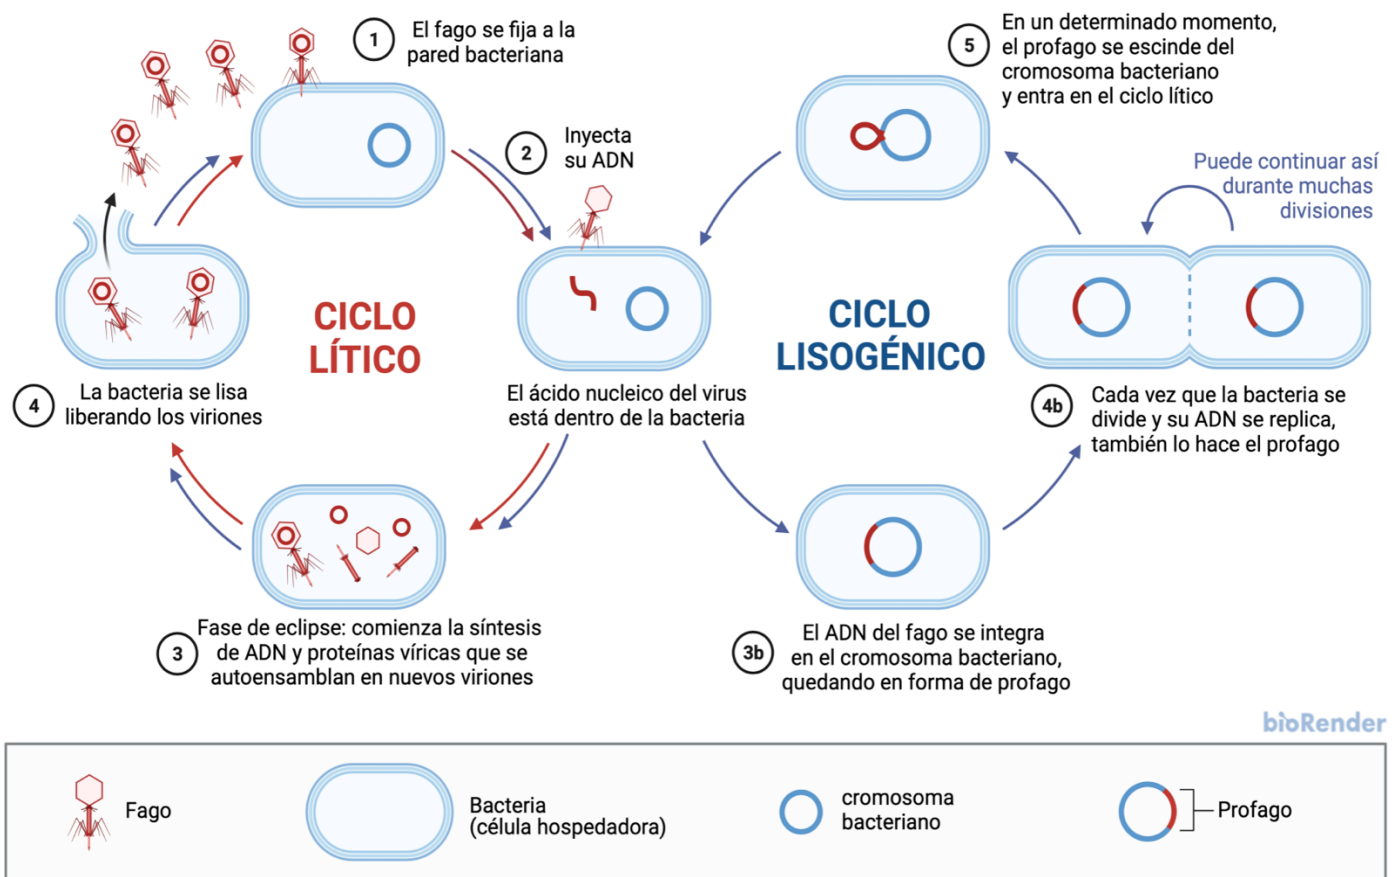 1
El fago se fija a la
pared bacteriana
2
Inyecta
su ADN
5
En un determinado momento,
el profago se escinde del
cromosoma bacteriano
y entra en el ciclo lítico
Puede continuar así
durante muchas
divisiones
CICLO
LÍTICO
CICLO
LISOGÉNICO
4
La bacteria se lisa
liberando los viriones
El ácido nucleico del virus
está dentro de la bacteria
4b
Cada vez que la bacteria se
divide y su ADN se replica,
también lo hace el profago
3
Fase de eclipse: comienza la síntesis
de ADN y proteínas víricas que se
autoensamblan en nuevos viriones
3b
El ADN del fago se integra
en el cromosoma bacteriano,
quedando en forma de profago
bioRender
Fago
Bacteria
(célula hospedadora)
cromosoma
bacteriano
Profago